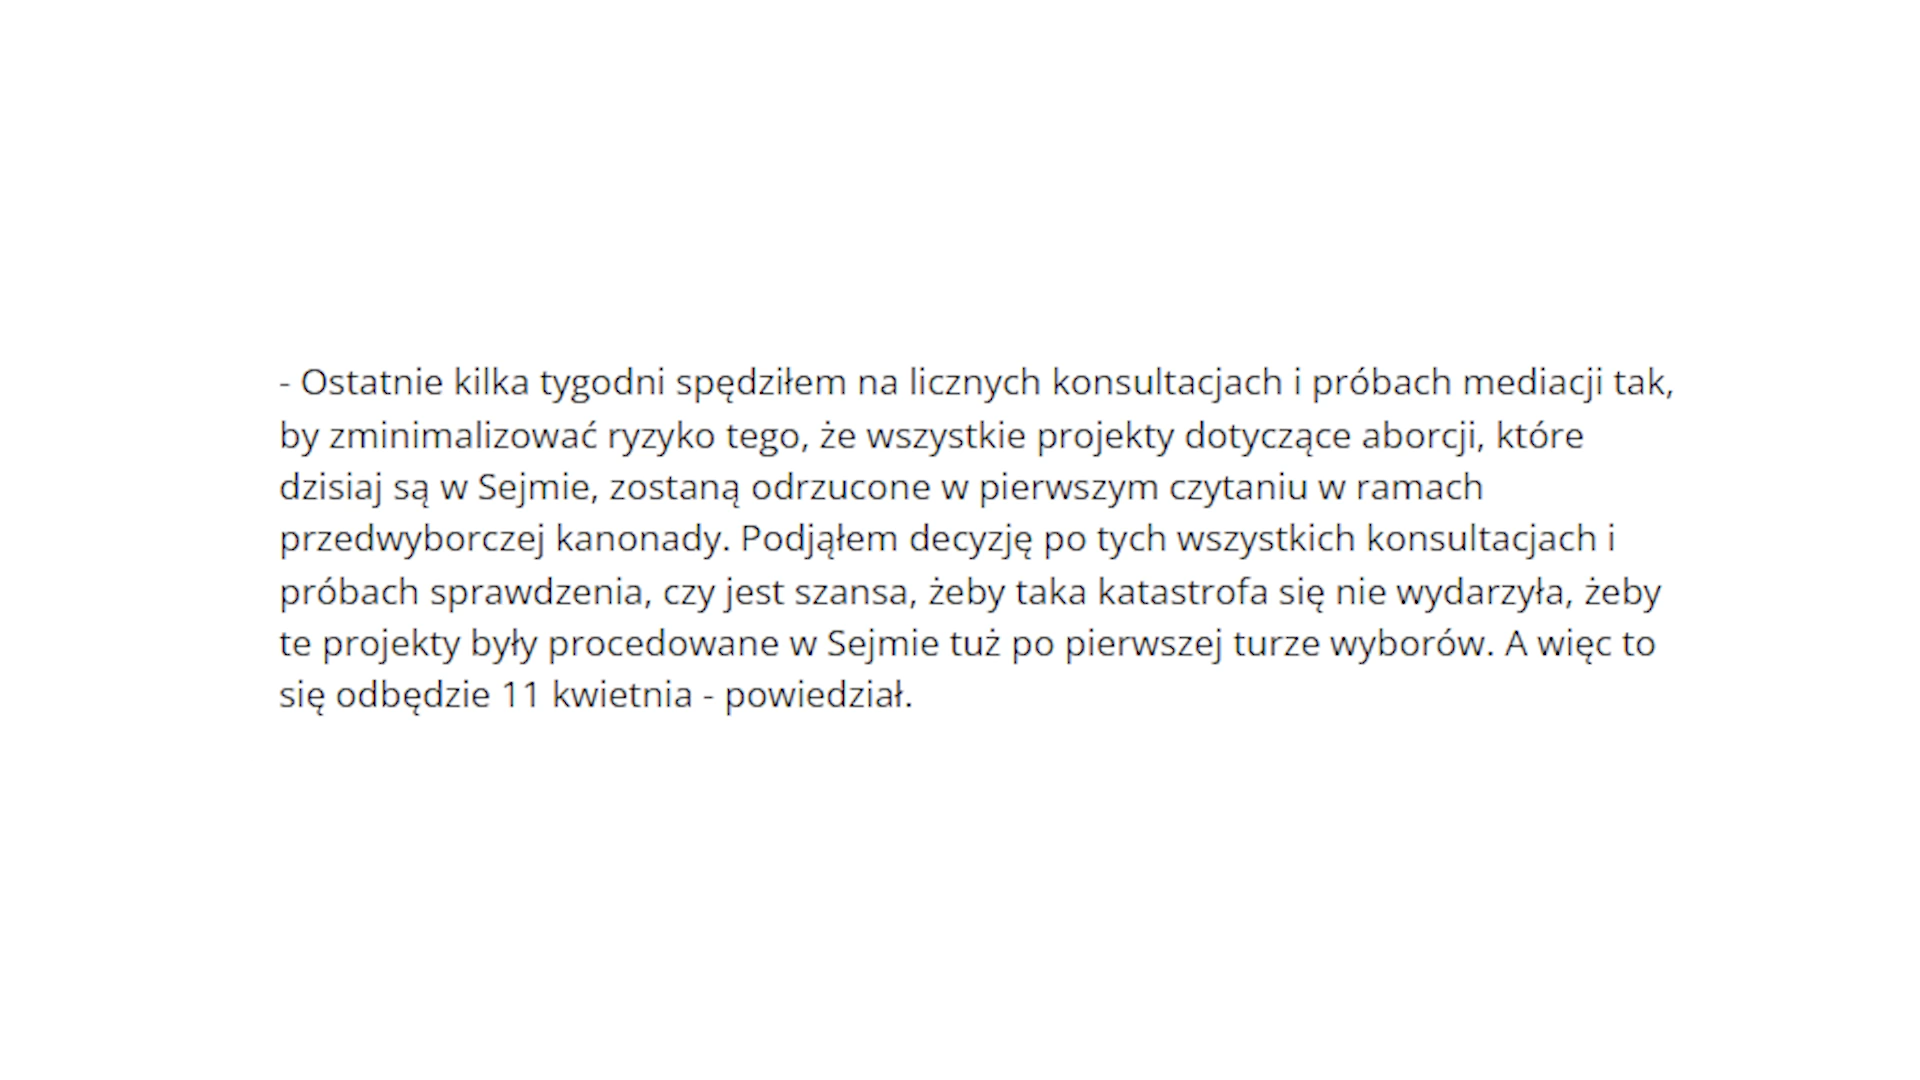 - Ostatnie kilka tygodni spędziłem na licznych konsultacjach i próbach mediacji tak,
by zminimalizować ryzyko tego, że wszystkie projekty dotyczące aborcji, które
dzisiaj są w Sejmie, zostaną odrzucone w pierwszym czytaniu w ramach
przedwyborczej kanonady. Podjąłem decyzję po tych wszystkich konsultacjach i
próbach sprawdzenia, czy jest szansa, żeby taka katastrofa się nie wydarzyła, żeby
te projekty były procedowane w Sejmie tuż po pierwszej turze wyborów. A więc to
się odbędzie 11 kwietnia - powiedział.